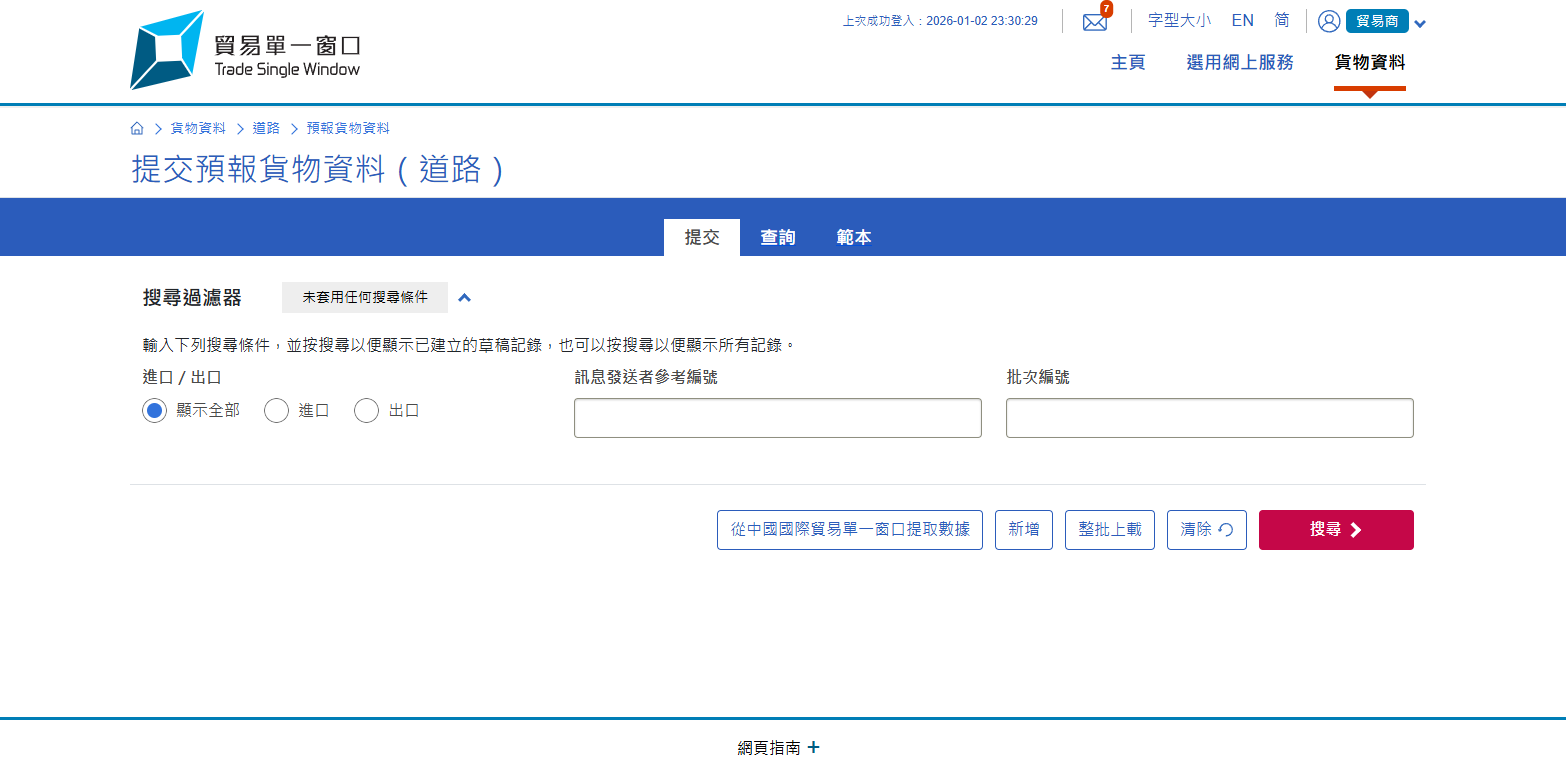 貿易單一窗口
Trade Single Window
上次成功登入 : 2026-01-02 23:30:29
7
字型大小
EN
简
貿易商
主頁
選用網上服務
貨物資料
貨物資料
道路
預報貨物資料
提交預報貨物資料 ( 道路 )
提交
查詢
範本
搜尋過濾器
未套用任何搜尋條件
輸入下列搜尋條件，並按搜尋以便顯示已建立的草稿記錄，也可以按搜尋以便顯示所有記錄。
進口 / 出口
顯示全部
進口
出口
訊息發送者參考編號
批次編號
從中國國際貿易單一窗口提取數據
新增
整批上載
清除
搜尋
網頁指南 +